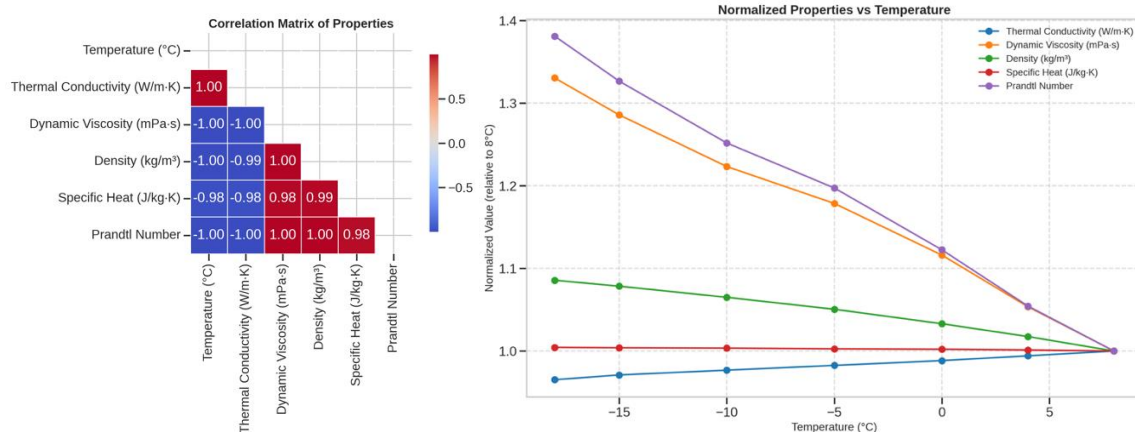 Correlation Matrix of Properties
Temperature (°C)
Thermal Conductivity (W/m·K)
1.00
Dynamic Viscosity (mPa·s)
-1.00 -1.00
Density (kg/m³)
-1.00 -0.99 1.00
Specific Heat (J/kg·K)
-0.98 -0.98 0.98 0.99
Prandtl Number
-1.00 -1.00 1.00 1.00 0.98
Temperature (°C)
Thermal Conductivity (W/m·K)
Dynamic Viscosity (mPa·s)
Density (kg/m³)
Specific Heat (J/kg·K)
Prandtl Number
0.5
0.0
−0.5
Normalized Properties vs Temperature
Normalized Value (relative to 8°C)
1.4
1.3
1.2
1.1
1.0
Thermal Conductivity (W/m·K)
Dynamic Viscosity (mPa·s)
Density (kg/m³)
Specific Heat (J/kg·K)
Prandtl Number
−15 −10 −5 0 5
Temperature (°C)